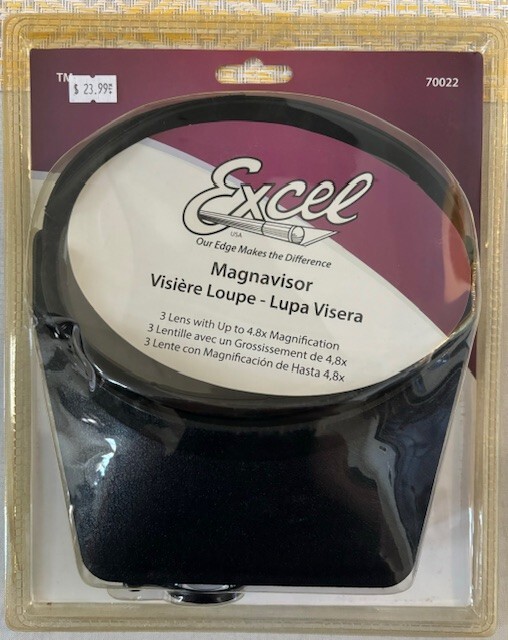 TM
$ 23.99
70022
Excel
USA
Our Edge Makes the Difference
Magnavisor
Visière Loupe - Lupa Visera
3 Lens with Up to 4.8x Magnification
3 Lentille avec un Grossissement de 4,8x
3 Lente con Magnificación de Hasta 4,8x